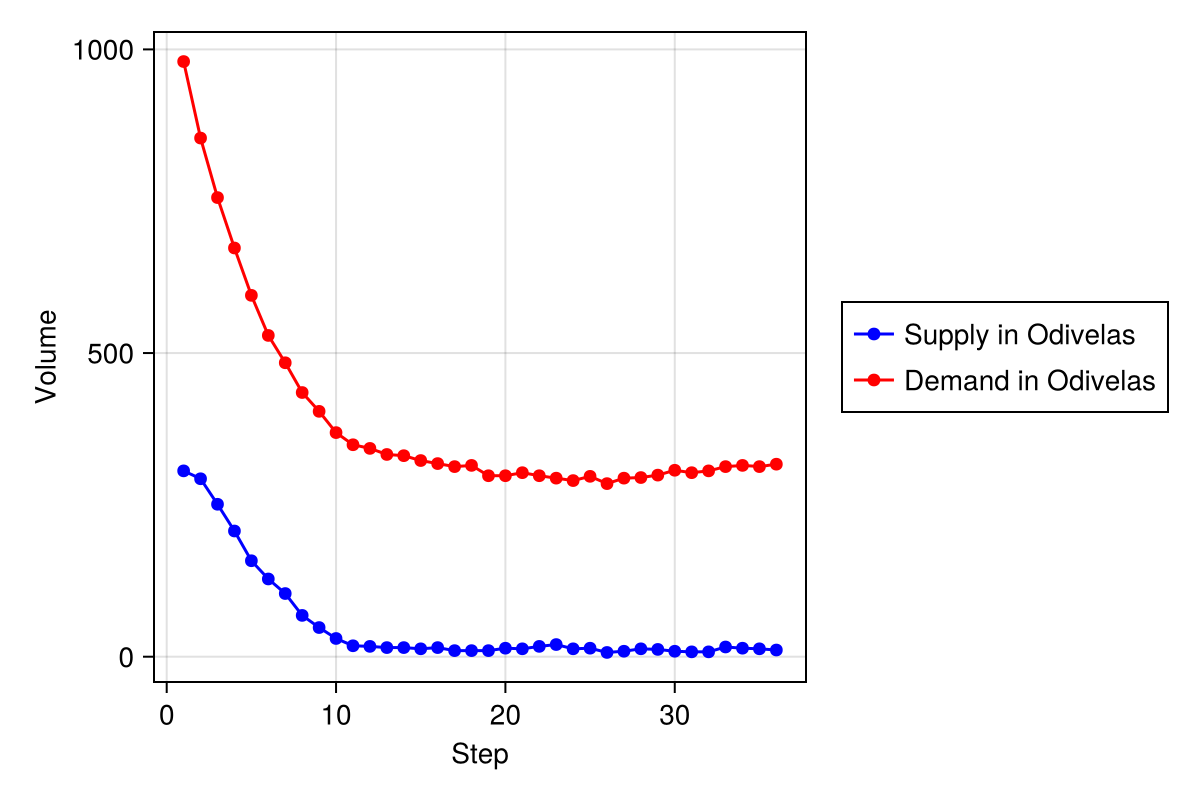 1000
500
0
Volume
0 10 20 30
Step
Supply in Odivelas
Demand in Odivelas